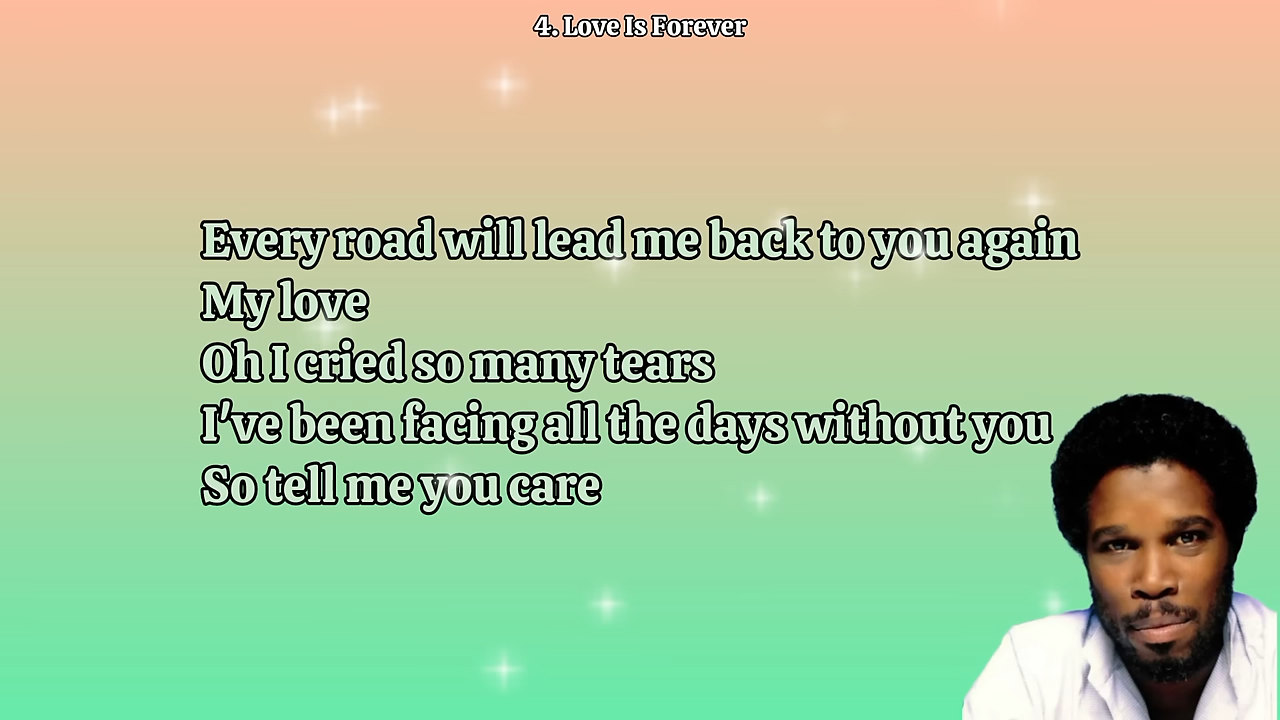 4. Love Is Forever
Every road will lead me back to you again
My love
Oh I cried so many tears
I've been facing all the days without you
So tell me you care